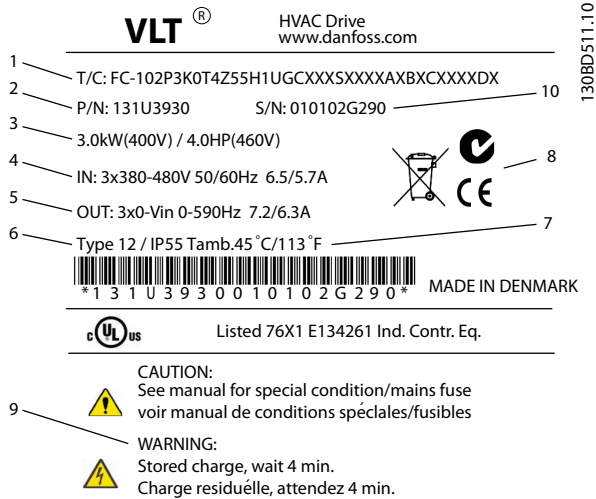 VLT ® HVAC Drive
www.danfoss.com
130BD511.10
1 T/C: FC-102P3K0T4Z55H1UGCXXXSXXXXAXBXCXXXXDX
2 P/N: 131U3930 S/N: 010102G290 10
3 3.0kW(400V) / 4.0HP(460V)
4 IN: 3x380-480V 50/60Hz 6.5/5.7A 8
CE
5 OUT: 3x0-Vin 0-590Hz 7.2/6.3A
6 Type 12 / IP55 Tamb.45°C/113°F 7
*131U3930010102G290* MADE IN DENMARK
c UL us Listed 76X1 E134261 Ind. Contr. Eq.
CAUTION:
See manual for special condition/mains fuse
voir manual de conditions spéclales/fusibles
9 WARNING:
Stored charge, wait 4 min.
Charge residuélle, attendez 4 min.